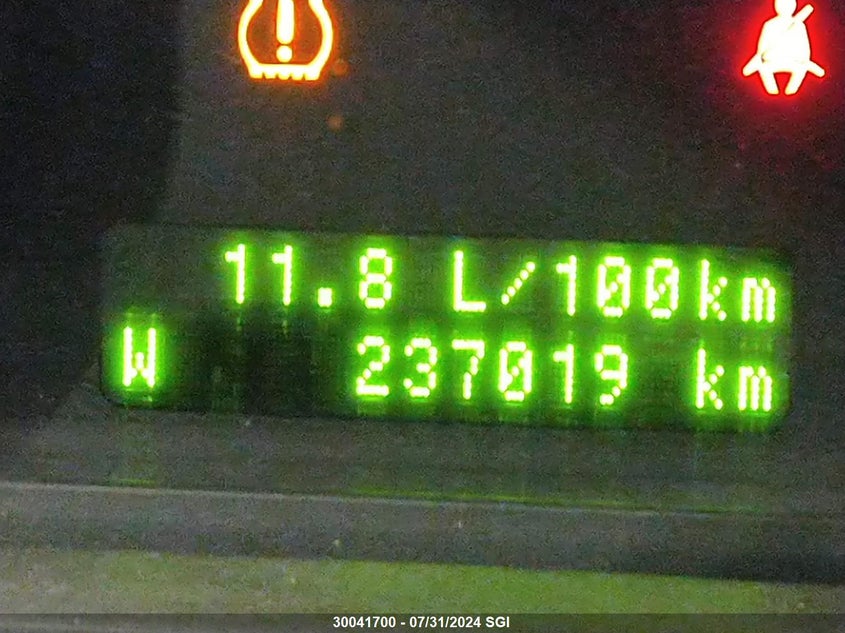 11.8 L/100km
W 237019 km
30041700 - 07/31/2024 SGI